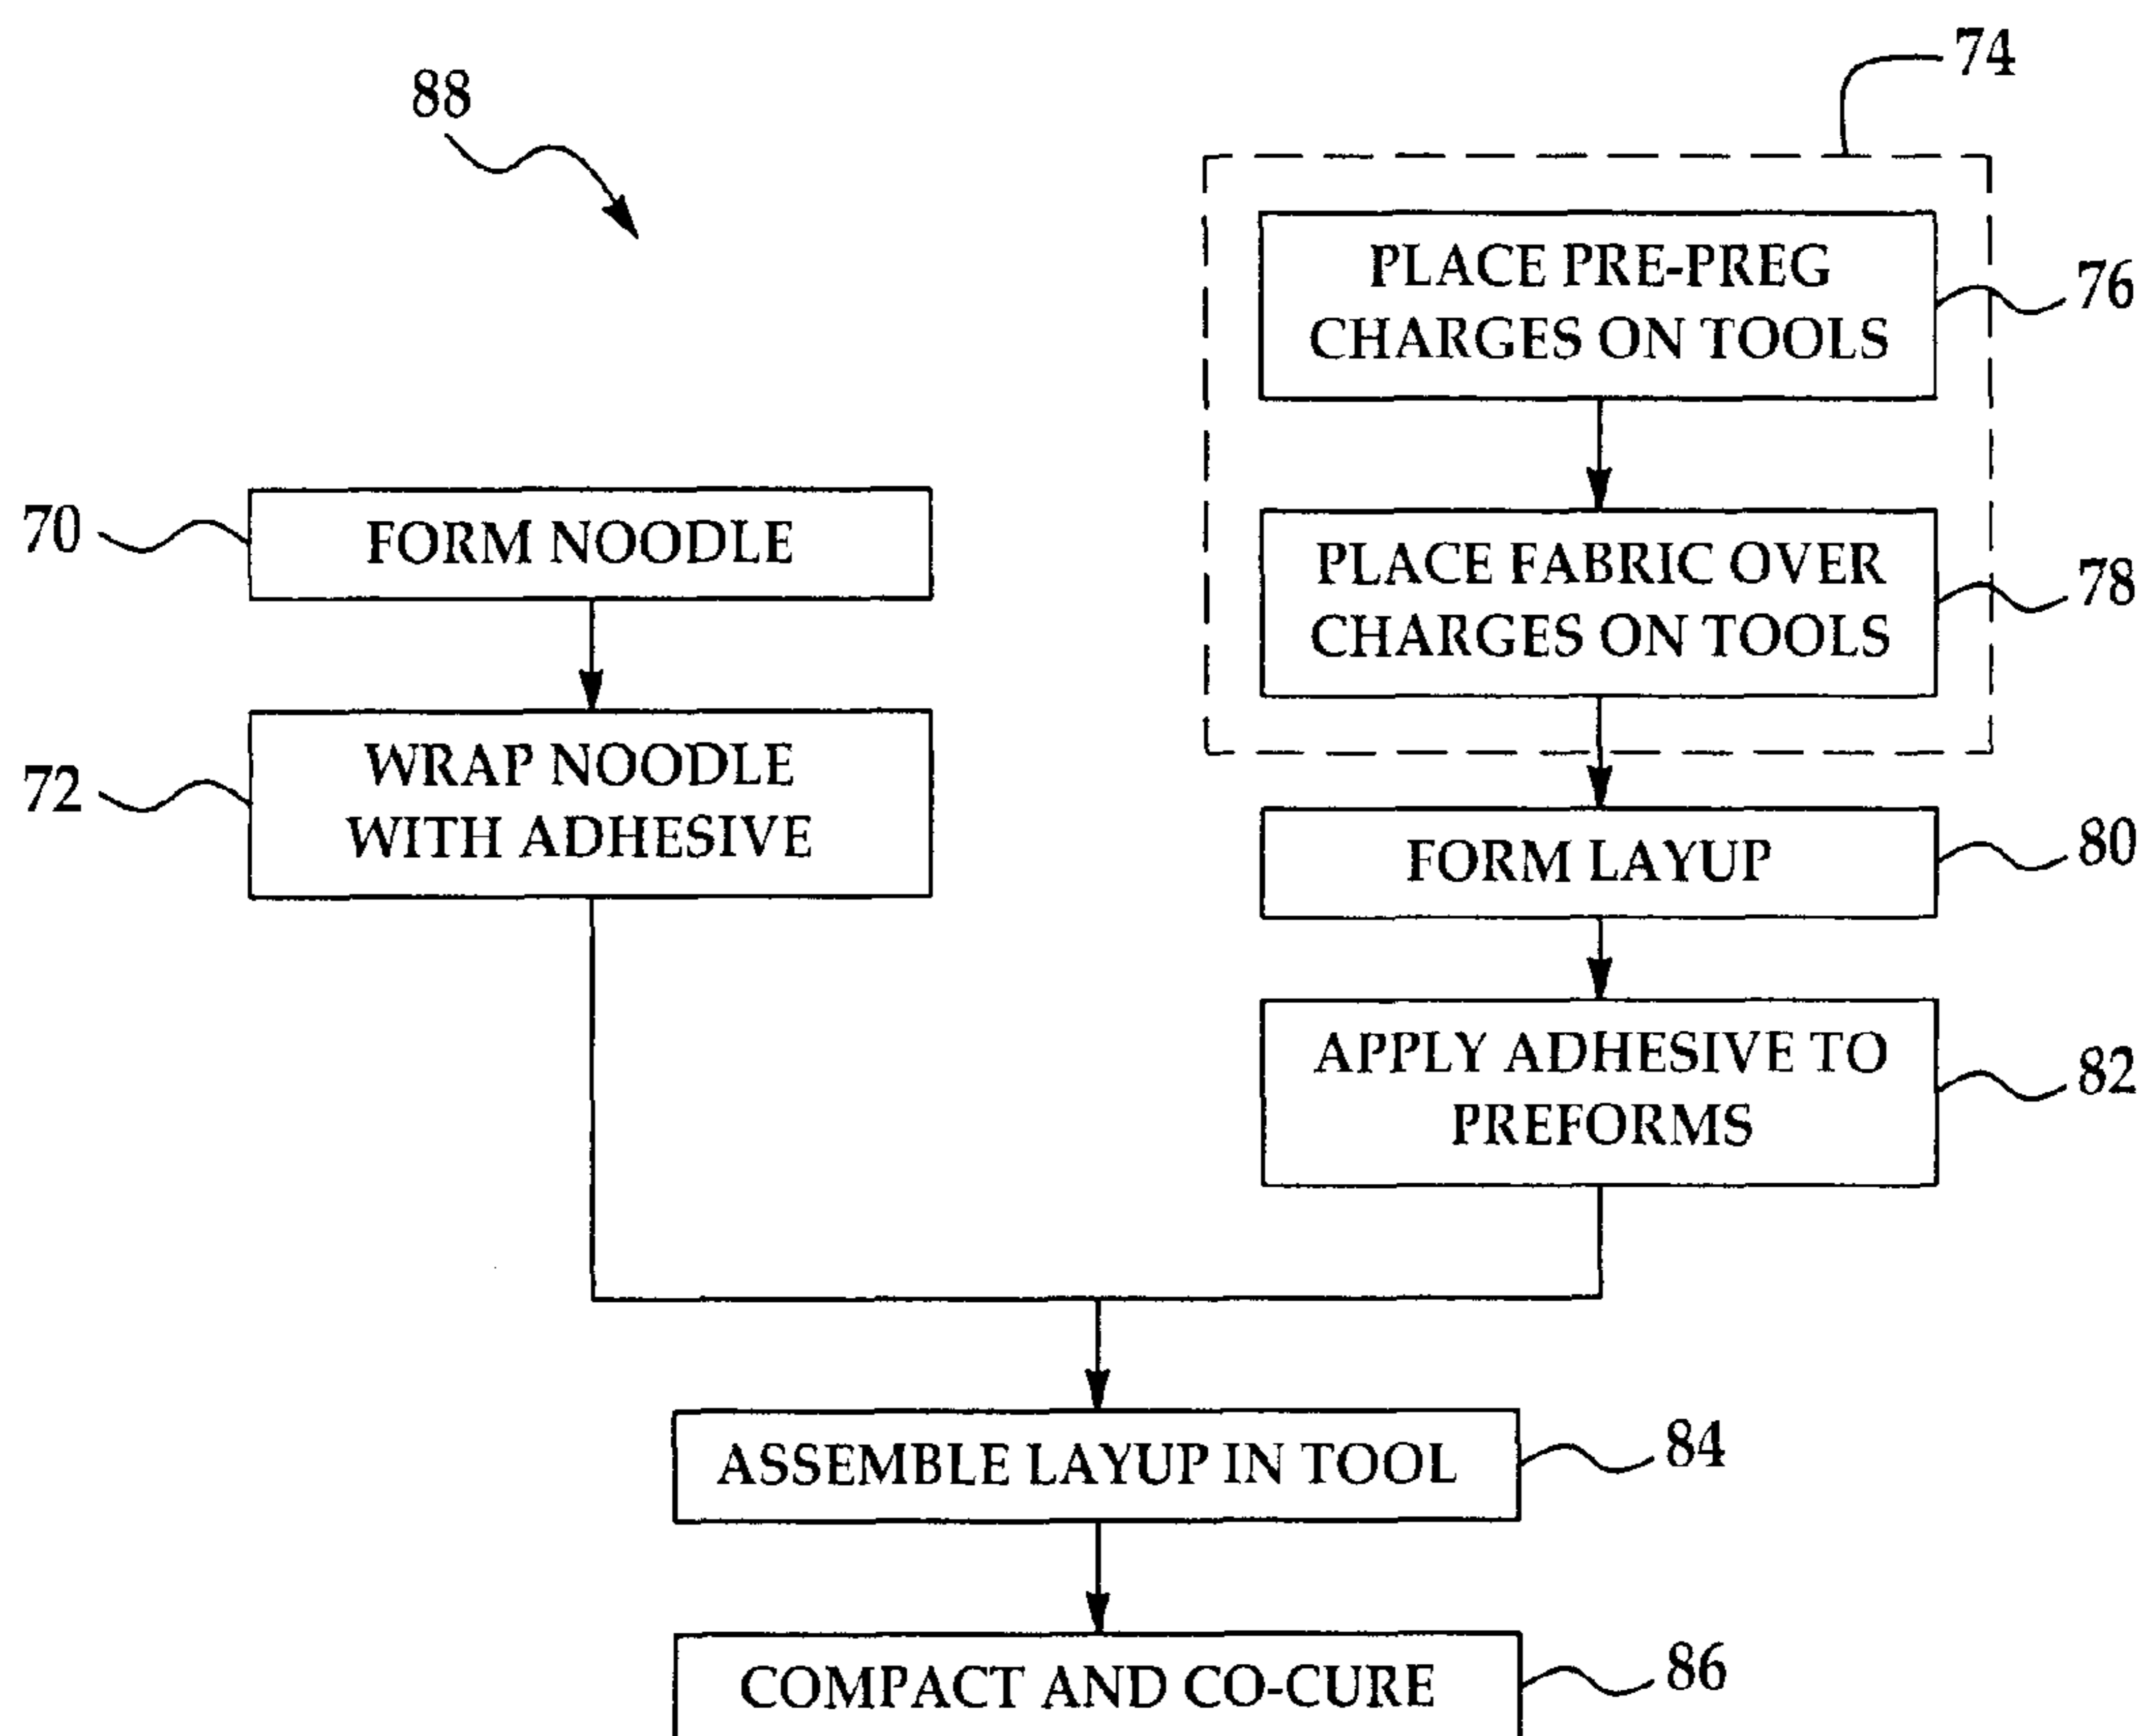 88
74
PLACE PRE-PREG
CHARGES ON TOOLS
76
70
FORM NOODLE
PLACE FABRIC OVER
CHARGES ON TOOLS
78
72
WRAP NOODLE
WITH ADHESIVE
FORM LAYUP
80
APPLY ADHESIVE TO
PREFORMS
82
ASSEMBLE LAYUP IN TOOL
84
COMPACT AND CO-CURE
86